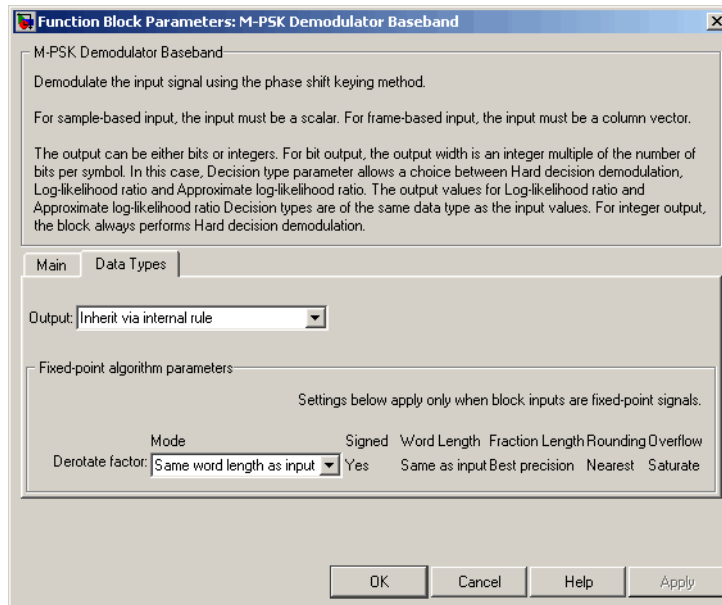 Function Block Parameters: M-PSK Demodulator Baseband
M-PSK Demodulator Baseband
Demodulate the input signal using the phase shift keying method.
For sample-based input, the input must be a scalar. For frame-based input, the input must be a column vector.
The output can be either bits or integers. For bit output, the output width is an integer multiple of the number of
bits per symbol. In this case, Decision type parameter allows a choice between Hard decision demodulation,
Log-likelihood ratio and Approximate log-likelihood ratio. The output values for Log-likelihood ratio and
Approximate log-likelihood ratio Decision types are of the same data type as the input values. For integer output,
the block always performs Hard decision demodulation.
Main Data Types
Output: Inherit via internal rule
Fixed-point algorithm parameters
Settings below apply only when block inputs are fixed-point signals.
Mode Signed Word Length Fraction Length Rounding Overflow
Derotate factor: Same word length as input Yes Same as input Best precision Nearest Saturate
OK Cancel Help Apply